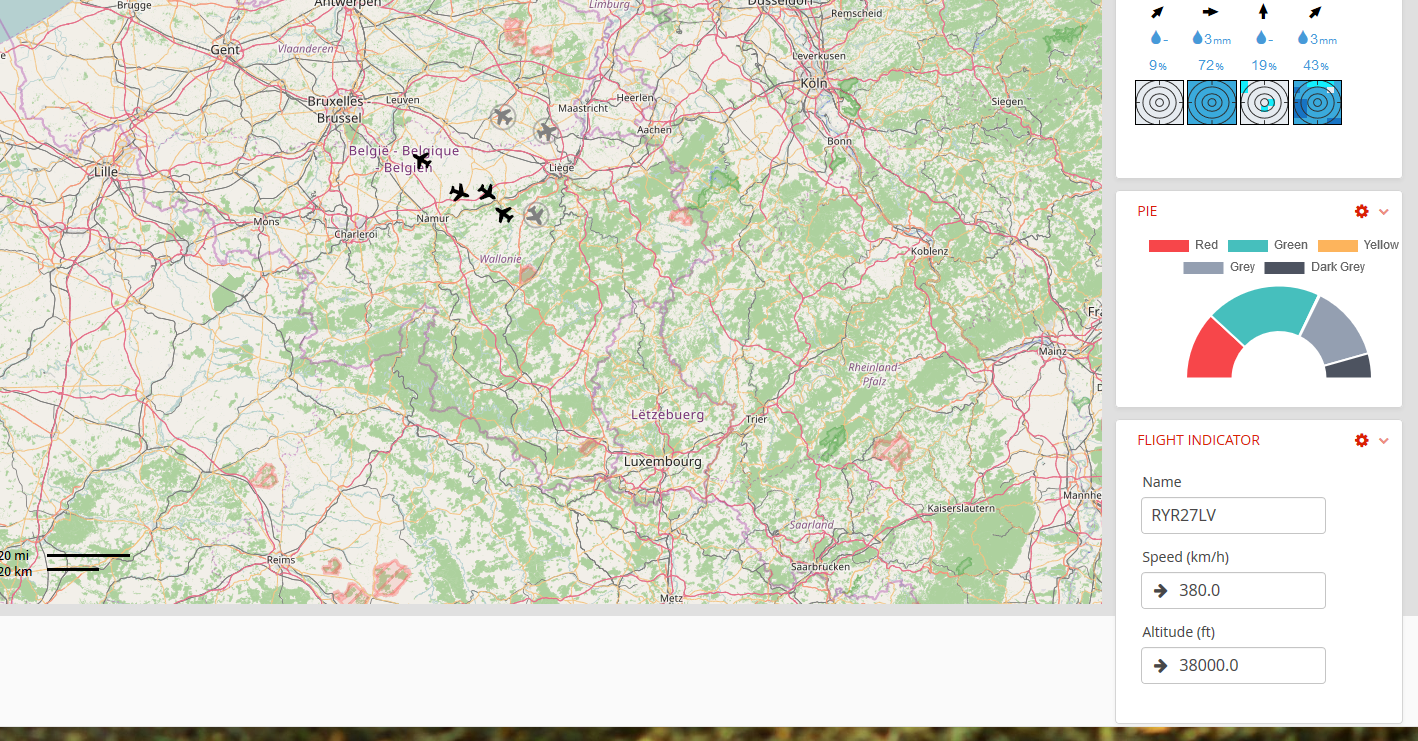 Brugge
Antwerpen
Limburg
Düsseldorf
Remscheid
Gent
Vlaanderen
Leverkusen
Köln
Bruxelles -
Brussel
Leuven
Maastricht
Heerlen
Siegen
Aachen
Bonn
België - Belgique
- Belgien
Liège
Lille
Mons
Namur
Charleroi
Wallonie
Koblenz
Mainz
Rheinland-
Pfalz
Lëtzebuerg
Trier
Luxembourg
Kaiserslautern
Saarland
Reims
Saarbrücken
Metz
20 mi
20 km
-
3mm
-
3mm
9%
72%
19%
43%
PIE
Red
Green
Yellow
Grey
Dark Grey
FLIGHT INDICATOR
Name
RYR27LV
Speed (km/h)
380.0
Altitude (ft)
38000.0